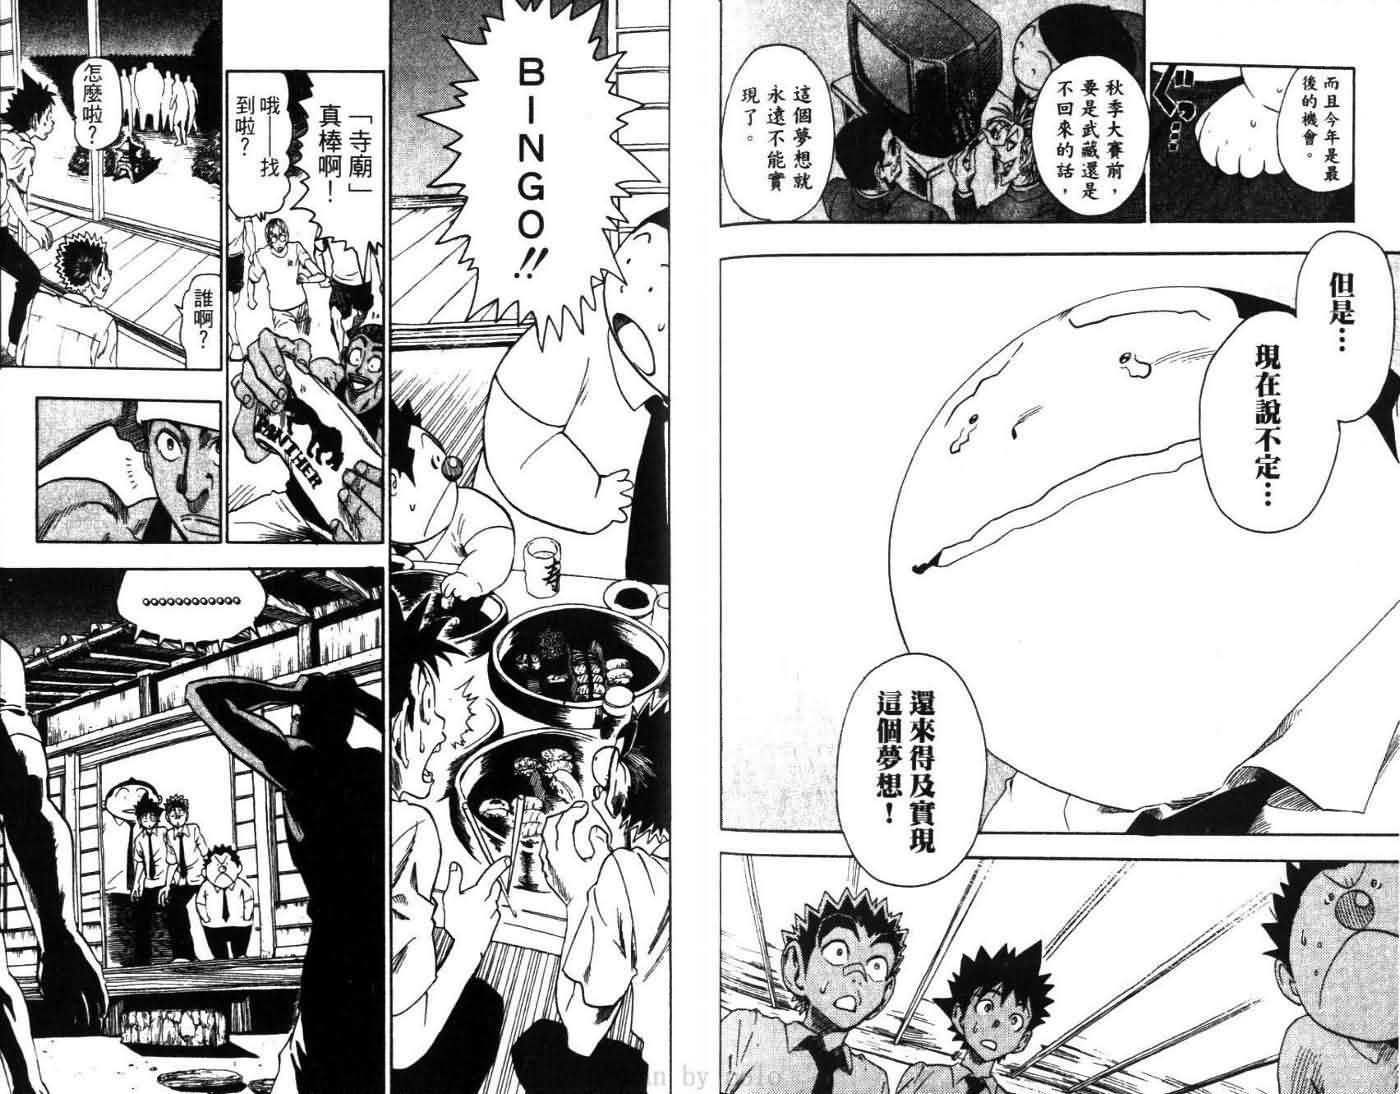 而且今年是最
後的機會。
秋季大賽前，
要是武藏還是
不回來的話，
這個夢想就
永遠不能實
現了。
但是…
現在說不定…
還來得及實現
這個夢想！
BINGO!!
寺
「寺廟」
真棒啊！
哦——找
到啦？
PANTHER
怎麼啦？
誰啊？
…………